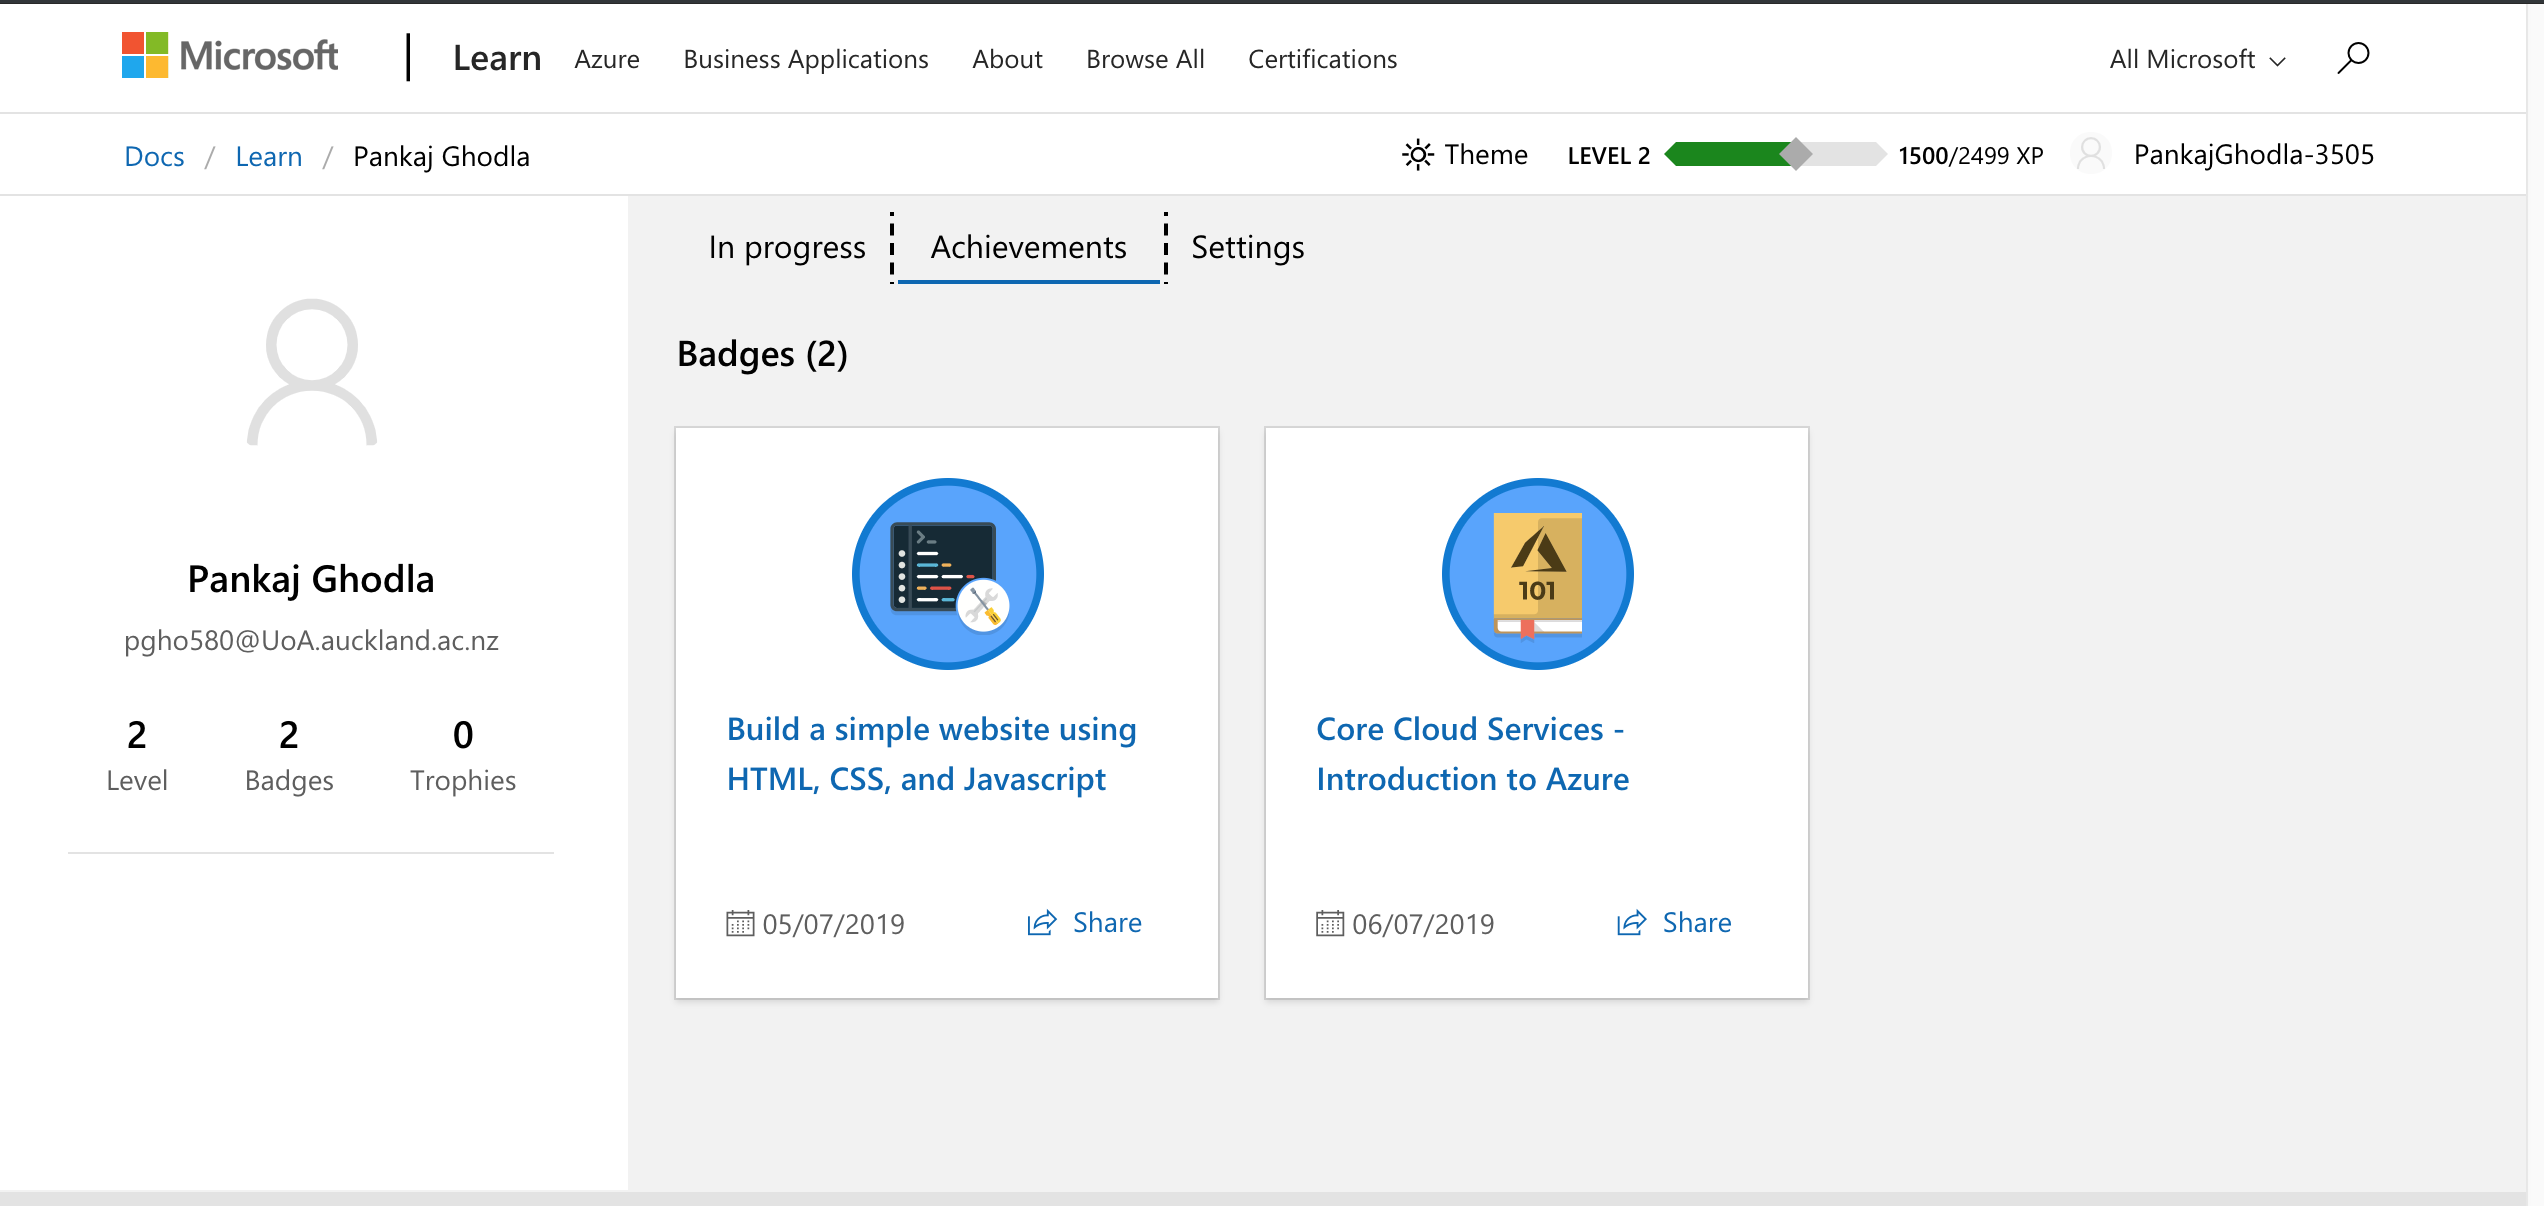 Microsoft | Learn Azure Business Applications About Browse All Certifications All Microsoft
Docs / Learn / Pankaj Ghodla Theme LEVEL 2 1500/2499 XP PankajGhodla-3505
In progress Achievements Settings
Badges (2)
Pankaj Ghodla
pgho580@UoA.auckland.ac.nz
2 2 0
Level Badges Trophies
Build a simple website using
HTML, CSS, and Javascript
05/07/2019 Share
101
Core Cloud Services -
Introduction to Azure
06/07/2019 Share